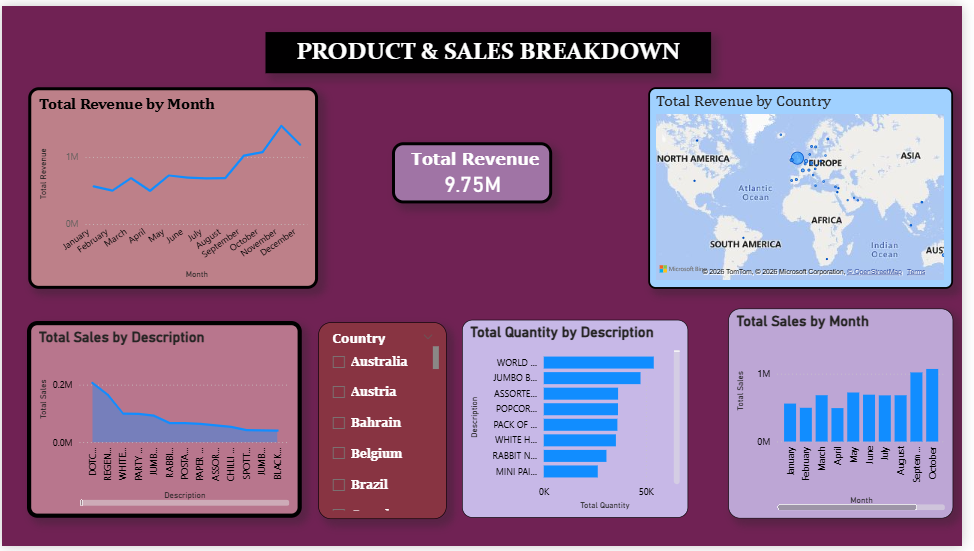 PRODUCT & SALES BREAKDOWN
Total Revenue by Month
Total Revenue
1M
0M
January
February
March
April
May
June
July
August
September
October
November
December
Month
Total Revenue
9.75M
Total Revenue by Country
NORTH AMERICA
EUROPE
ASIA
Atlantic
Ocean
AFRICA
SOUTH AMERICA
Indian
Ocean
AUS
Microsoft Bing
© 2026 TomTom, © 2026 Microsoft Corporation, © OpenStreetMap Terms
Total Sales by Description
Total Sales
0.2M
0.0M
DOTC...
REGEN...
WHITE...
PARTY ...
JUMB...
RABBI...
POSTA...
PAPER ...
ASSOR...
CHILLI ...
SPOTT...
JUMB...
BLACK...
Description
Country
Australia
Austria
Bahrain
Belgium
Brazil
Total Quantity by Description
Description
WORLD ...
JUMBO B...
ASSORTE...
POPCOR...
PACK OF ...
WHITE H...
RABBIT N...
MINI PAI...
0K
50K
Total Quantity
Total Sales by Month
Total Sales
1M
0M
January
February
March
April
May
June
July
August
Septem...
October
Month